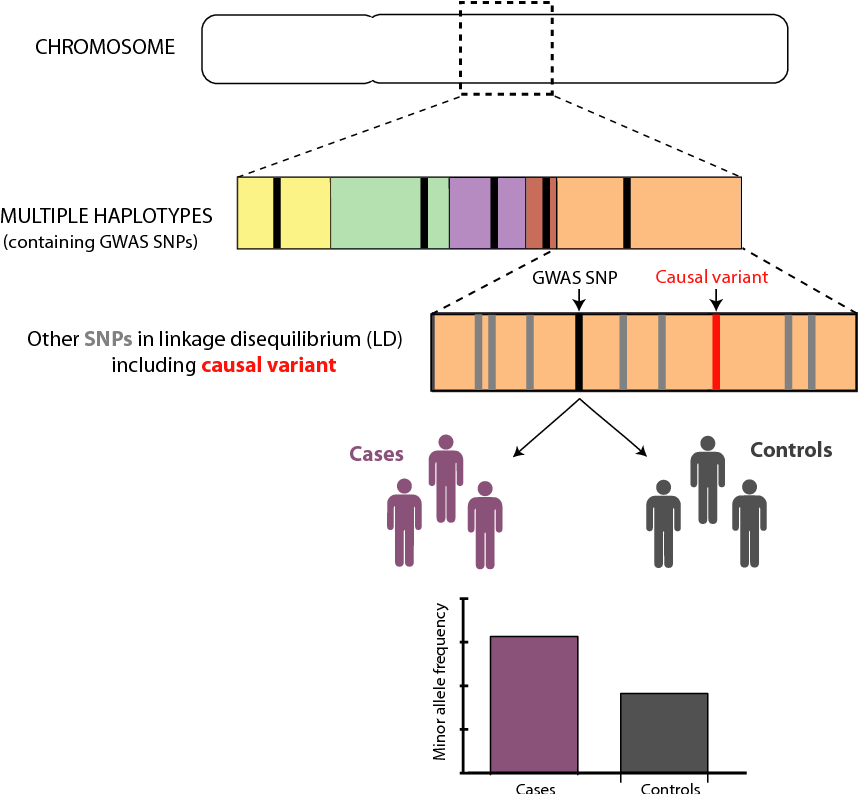 CHROMOSOME
MULTIPLE HAPLOTYPES
(containing GWAS SNPs)
GWAS SNP
Causal variant
Other SNPs in linkage disequilibrium (LD)
including causal variant
Cases
Controls
Minor allele frequency
Cases
Controls